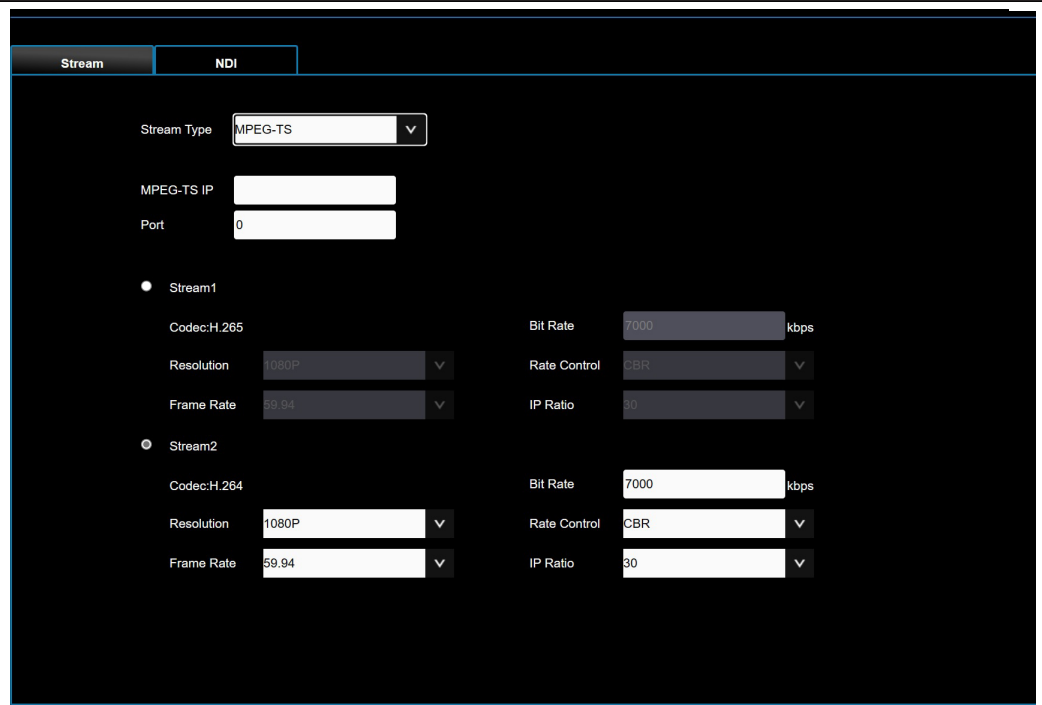 Stream NDI
Stream Type MPEG-TS
MPEG-TS IP
Port 0
Stream1
Codec:H.265 Bit Rate 7000 kbps
Resolution 1080P Rate Control CBR
Frame Rate 59.94 IP Ratio 30
Stream2
Codec:H.264 Bit Rate 7000 kbps
Resolution 1080P Rate Control CBR
Frame Rate 59.94 IP Ratio 30